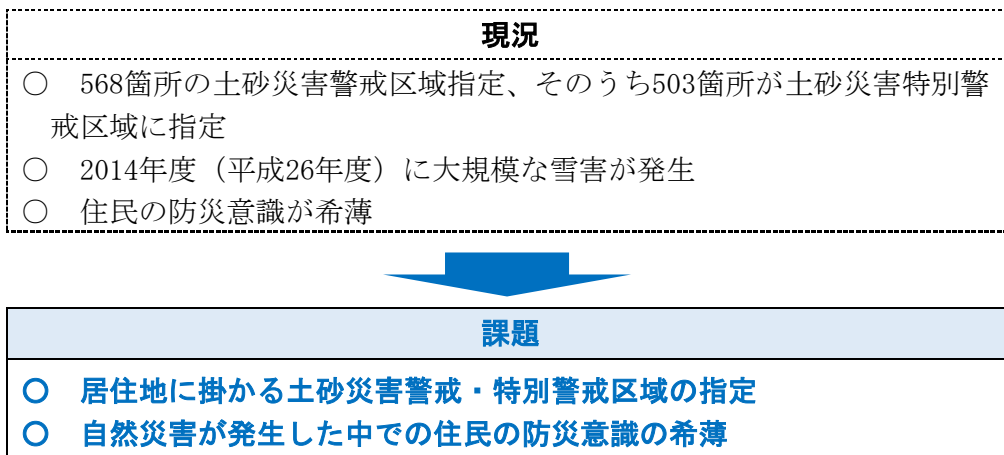 現況
○ 568箇所の土砂災害警戒区域指定、そのうち503箇所が土砂災害特別警
戒区域に指定
○ 2014年度（平成26年度）に大規模な雪害が発生
○ 住民の防災意識が希薄
課題
○ 居住地に掛かる土砂災害警戒・特別警戒区域の指定
○ 自然災害が発生した中での住民の防災意識の希薄